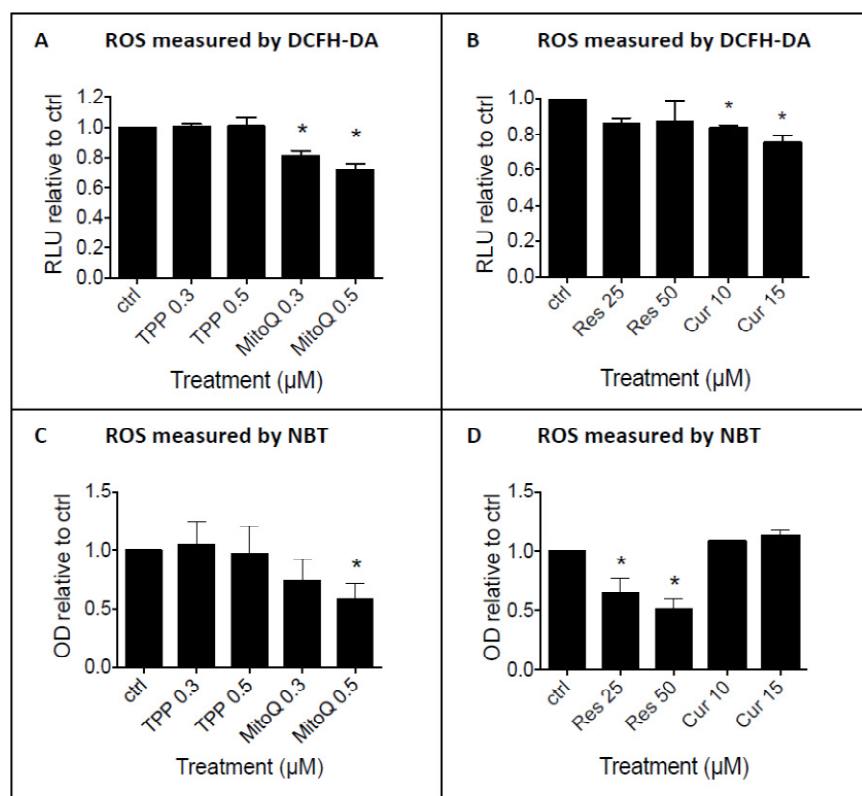 A ROS measured by DCFH-DA
RLU relative to ctrl
1.2
1.0
0.8
0.6
0.4
0.2
0.0
* *
ctrl
TPP 0.3
TPP 0.5
MitoQ 0.3
MitoQ 0.5
Treatment (µM)
B ROS measured by DCFH-DA
RLU relative to ctrl
1.0
0.8
0.6
0.4
0.2
0.0
* *
ctrl
Res 25
Res 50
Cur 10
Cur 15
Treatment (µM)
C ROS measured by NBT
OD relative to ctrl
1.5
1.0
0.5
0.0
*
ctrl
TPP 0.3
TPP 0.5
MitoQ 0.3
MitoQ 0.5
Treatment (µM)
D ROS measured by NBT
OD relative to ctrl
1.5
1.0
0.5
0.0
* *
ctrl
Res 25
Res 50
Cur 10
Cur 15
Treatment (µM)